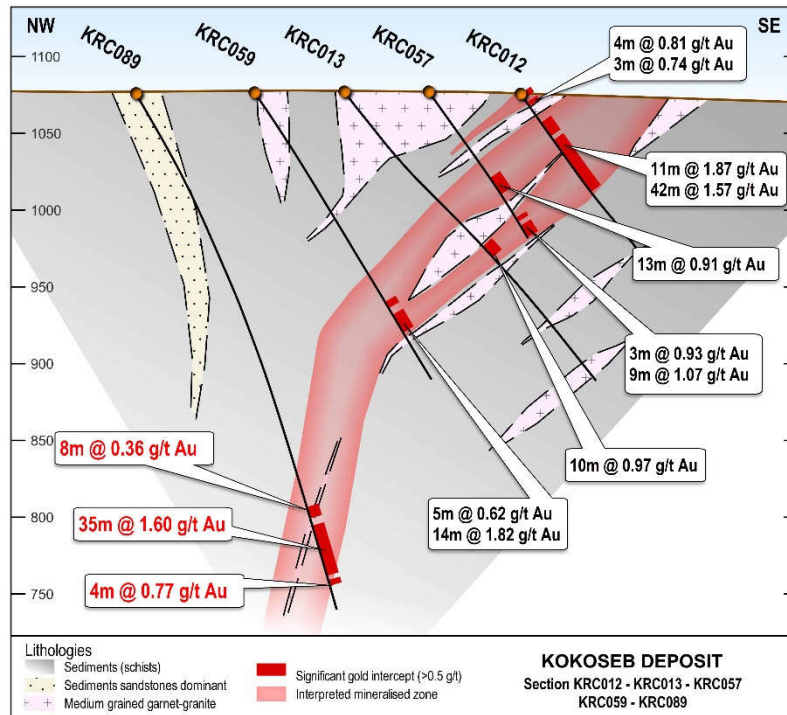 NW
SE
KRC089
KRC059
KRC013
KRC057
KRC012
1100
1050
1000
950
900
850
800
750
4m @ 0.81 g/t Au
3m @ 0.74 g/t Au
11m @ 1.87 g/t Au
42m @ 1.57 g/t Au
13m @ 0.91 g/t Au
3m @ 0.93 g/t Au
9m @ 1.07 g/t Au
10m @ 0.97 g/t Au
5m @ 0.62 g/t Au
14m @ 1.82 g/t Au
8m @ 0.36 g/t Au
35m @ 1.60 g/t Au
4m @ 0.77 g/t Au
Lithologies
Sediments (schists)
Sediments sandstones dominant
Medium grained garnet-granite
Significant gold intercept (>0.5 g/t)
Interpreted mineralised zone
KOKOSEB DEPOSIT
Section KRC012 - KRC013 - KRC057
KRC059 - KRC089